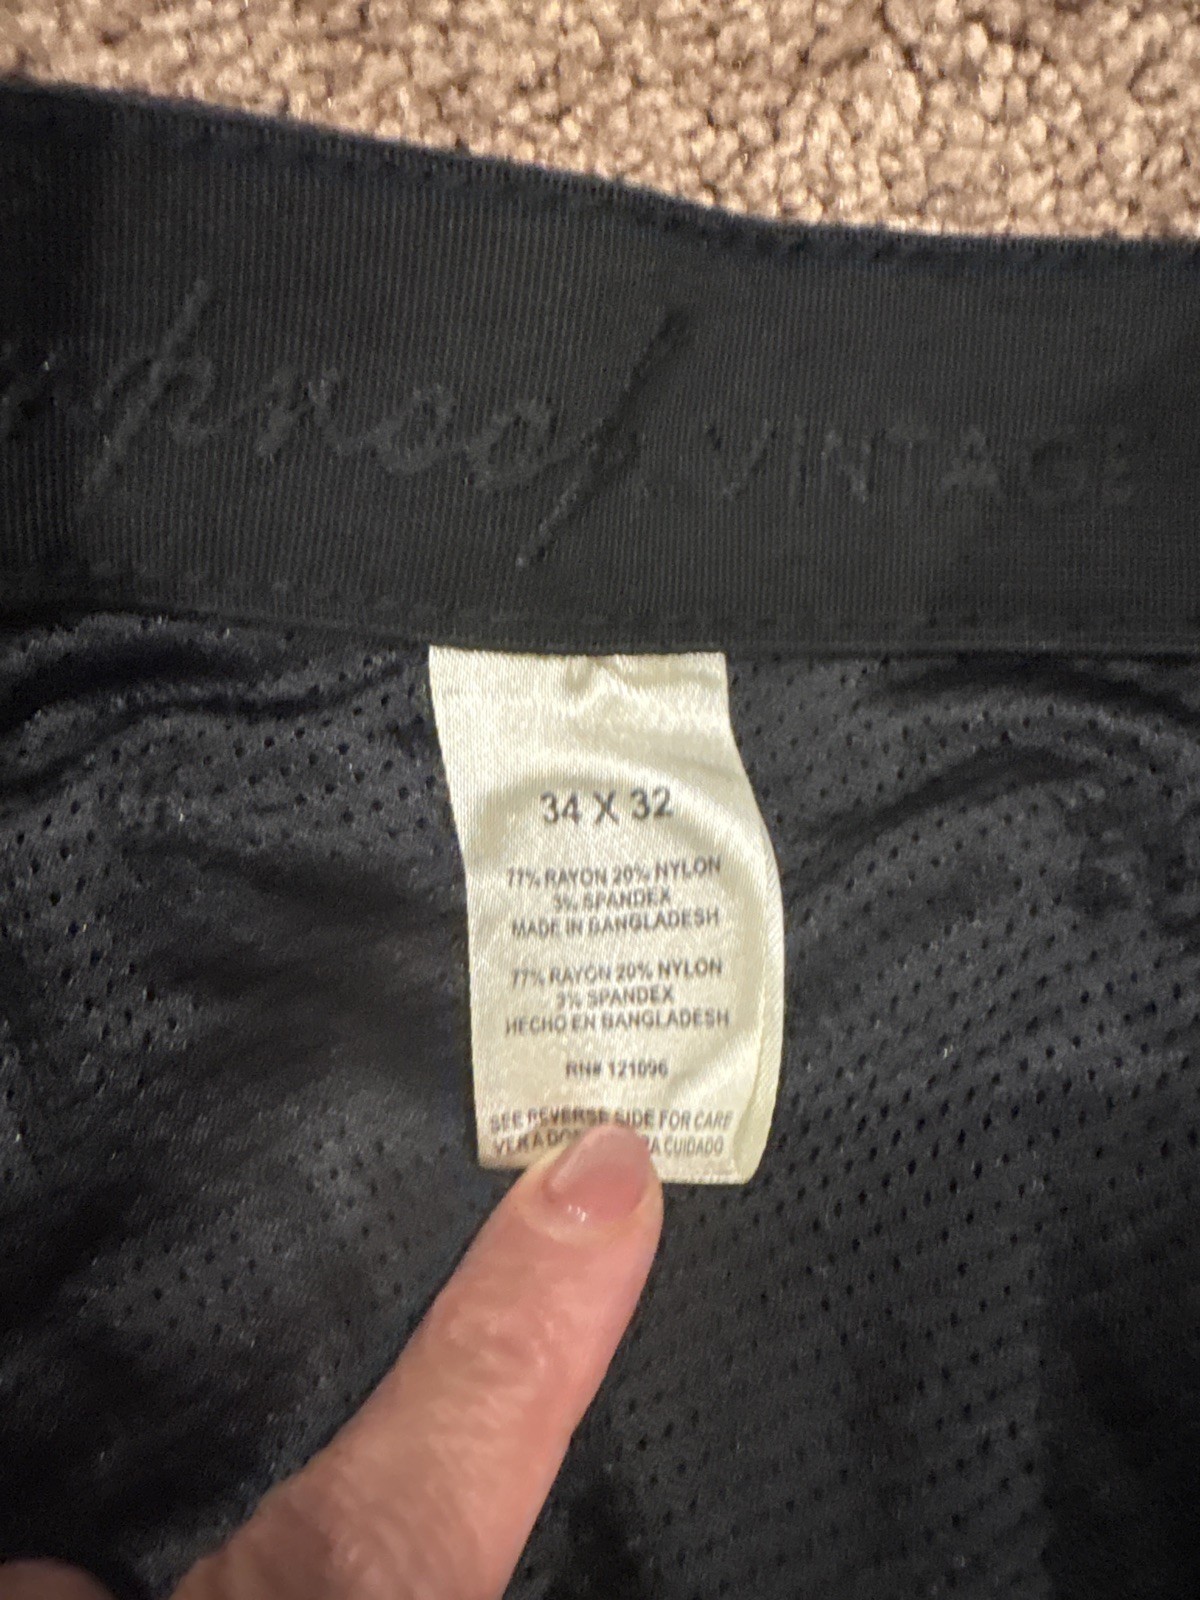 VINTAGE
34 X 32
77% RAYON 20% NYLON
3% SPANDEX
MADE IN BANGLADESH
77% RAYON 20% NYLON
3% SPANDEX
HECHO EN BANGLADESH
RN# 121096
SEE REVERSE SIDE FOR CARE
VER A CUIDADO